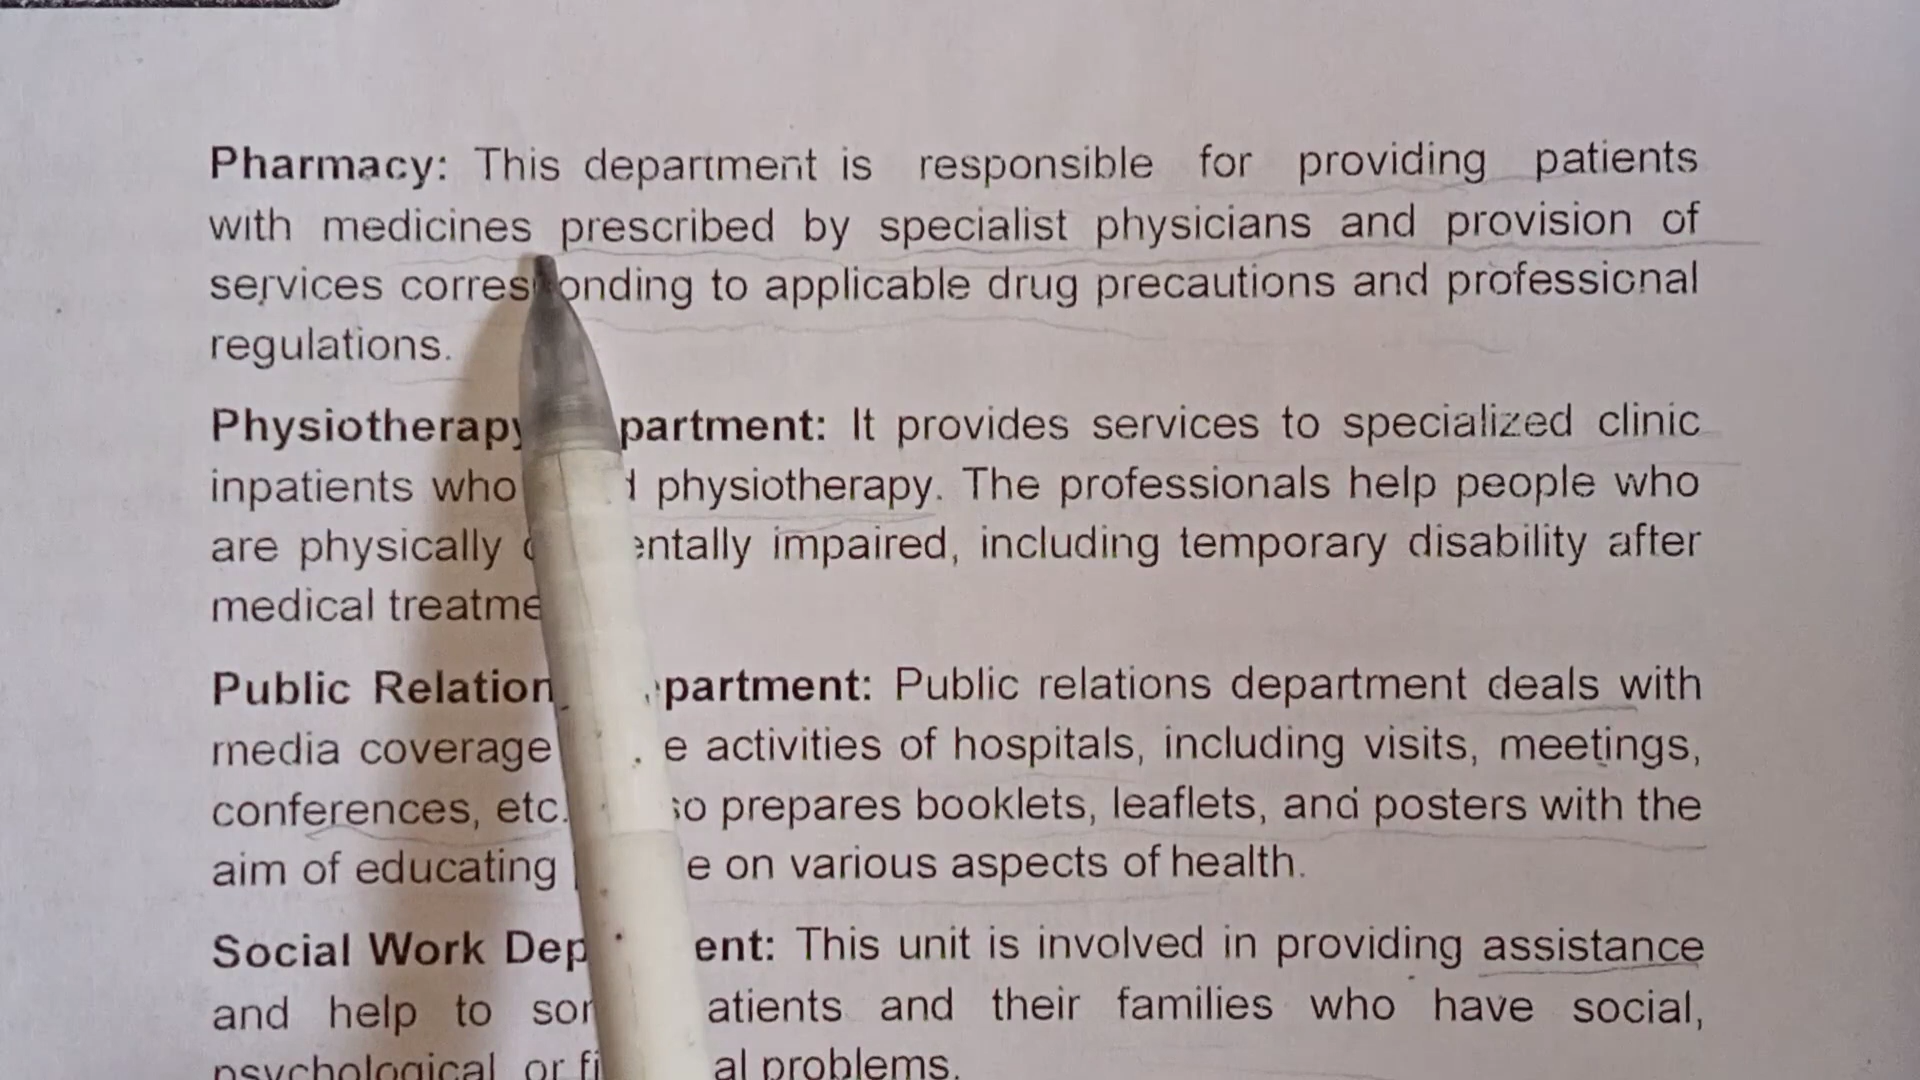 Pharmacy: This department is responsible for providing patients
with medicines prescribed by specialist physicians and provision of
services corresponding to applicable drug precautions and professional
regulations.
Physiotherapy partment: It provides services to specialized clinic
inpatients who physiotherapy. The professionals help people who
are physically entally impaired, including temporary disability after
medical treatme
Public Relation partment: Public relations department deals with
media coverage e activities of hospitals, including visits, meetings,
conferences, etc. so prepares booklets, leaflets, and posters with the
aim of educating e on various aspects of health.
Social Work Dep ent: This unit is involved in providing assistance
and help to atients and their families who have social,
psychological or fi al problems.